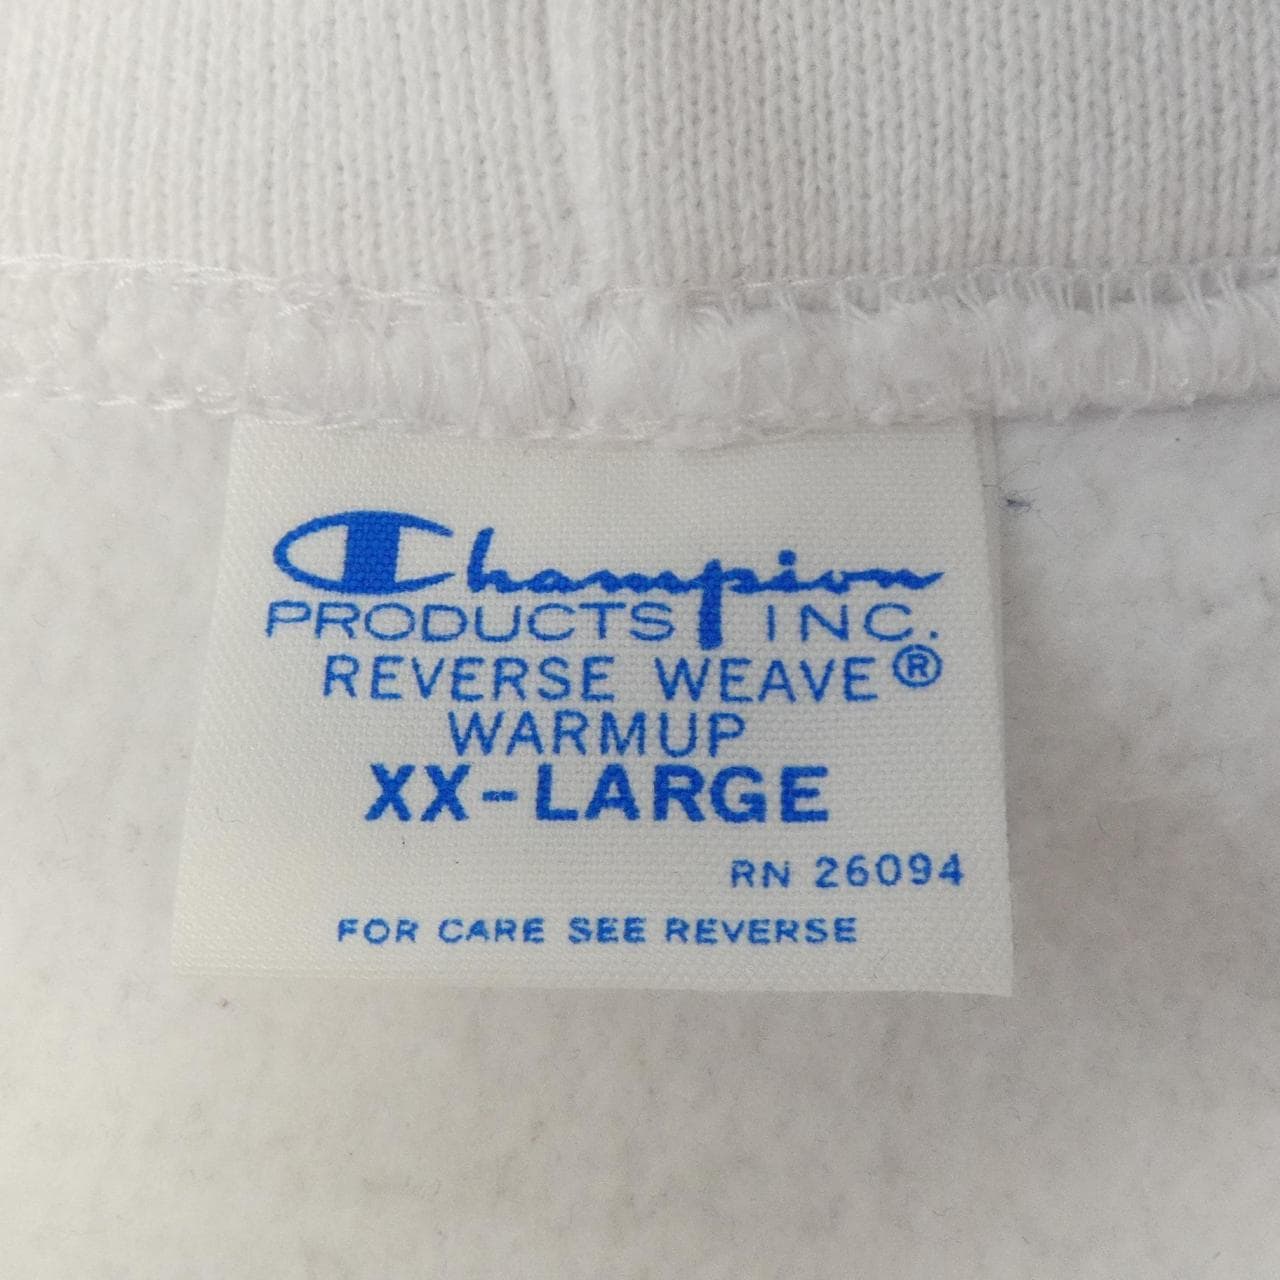 Champion
PRODUCTS INC.
REVERSE WEAVE®
WARMUP
XX-LARGE
RN 26094
FOR CARE SEE REVERSE